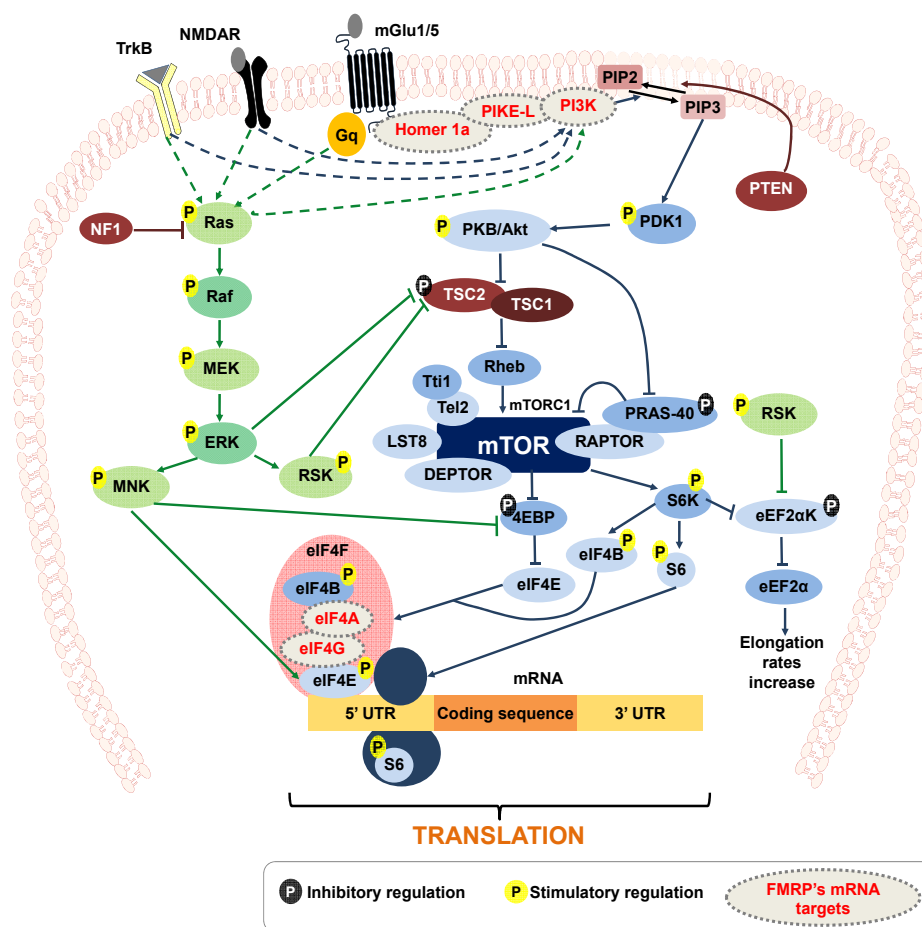 TrkB
NMDAR
mGlu1/5
PIP2
PIP3
PIKE-L
PI3K
Homer 1a
Gq
PTEN
NF1
P
Ras
P
PKB/Akt
P
PDK1
P
Raf
P
TSC2
TSC1
P
MEK
Rheb
Tti1
Tel2
mTORC1
PRAS-40
P
P
RSK
P
ERK
LST8
mTOR
RAPTOR
DEPTOR
P
MNK
RSK
P
P
4EBP
S6K
P
eEF2αK
P
eIF4F
eIF4B
P
eIF4A
eIF4G
eIF4E
P
eIF4E
eIF4B
P
P
S6
eEF2α
Elongation
rates
increase
mRNA
5’ UTR
Coding sequence
3’ UTR
P
S6
TRANSLATION
P Inhibitory regulation
P Stimulatory regulation
FMRP’s mRNA
targets